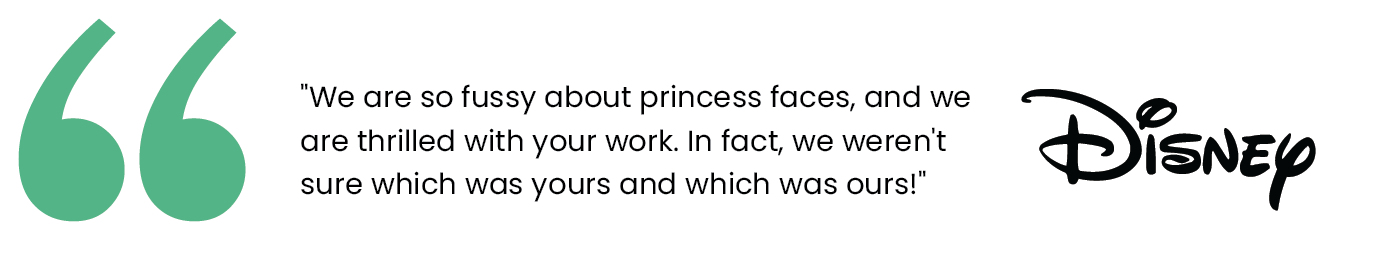 "We are so fussy about princess faces, and we
are thrilled with your work. In fact, we weren't
sure which was yours and which was ours!"
Disney